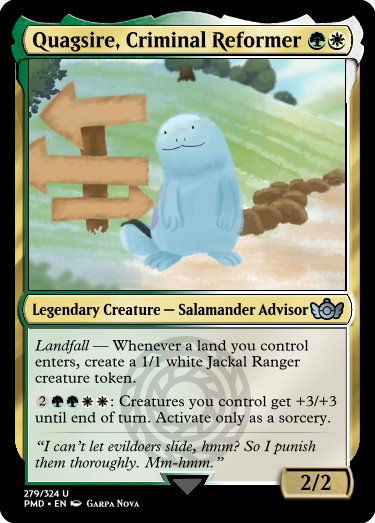 Quagsire, Criminal Reformer
Legendary Creature — Salamander Advisor
Landfall — Whenever a land you control
enters, create a 1/1 white Jackal Ranger
creature token.
2: Creatures you control get +3/+3
until end of turn. Activate only as a sorcery.
“I can't let evildoers slide, hmm? So I punish
them thoroughly. Mm-hmm.”
2/2
279/324 U
PMD • EN Garpa Nova